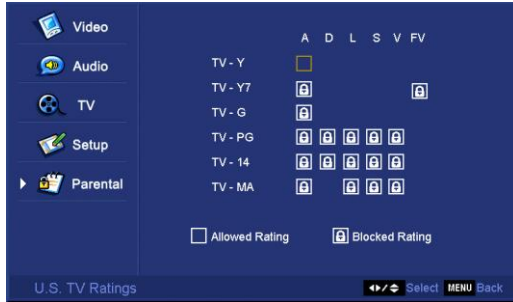 Video
Audio
TV
Setup
Parental
A D L S V FV
TV - Y
TV - Y7
TV - G
TV - PG
TV - 14
TV - MA
Allowed Rating
Blocked Rating
U.S. TV Ratings
Select MENU Back